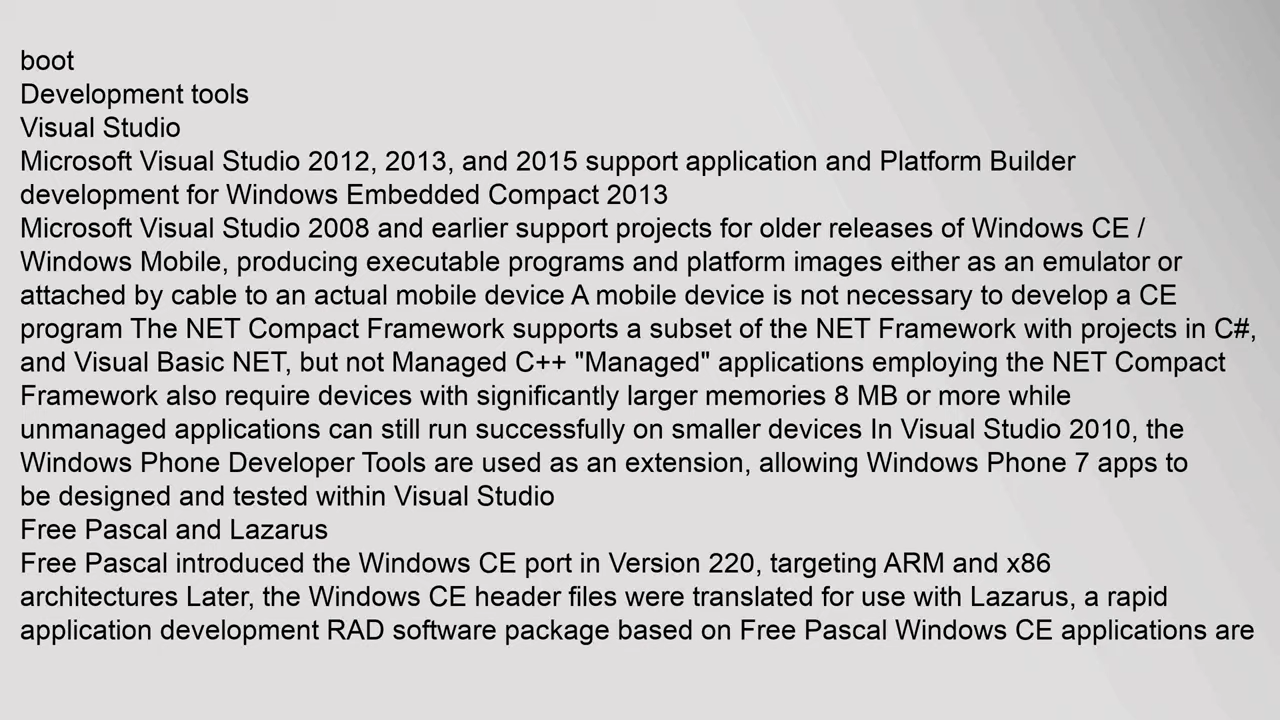 boot
Development tools
Visual Studio
Microsoft Visual Studio 2012, 2013, and 2015 support application and Platform Builder
development for Windows Embedded Compact 2013
Microsoft Visual Studio 2008 and earlier support projects for older releases of Windows CE /
Windows Mobile, producing executable programs and platform images either as an emulator or
attached by cable to an actual mobile device A mobile device is not necessary to develop a CE
program The NET Compact Framework supports a subset of the NET Framework with projects in C#,
and Visual Basic NET, but not Managed C++ "Managed" applications employing the NET Compact
Framework also require devices with significantly larger memories 8 MB or more while
unmanaged applications can still run successfully on smaller devices In Visual Studio 2010, the
Windows Phone Developer Tools are used as an extension, allowing Windows Phone 7 apps to
be designed and tested within Visual Studio
Free Pascal and Lazarus
Free Pascal introduced the Windows CE port in Version 220, targeting ARM and x86
architectures Later, the Windows CE header files were translated for use with Lazarus, a rapid
application development RAD software package based on Free Pascal Windows CE applications are